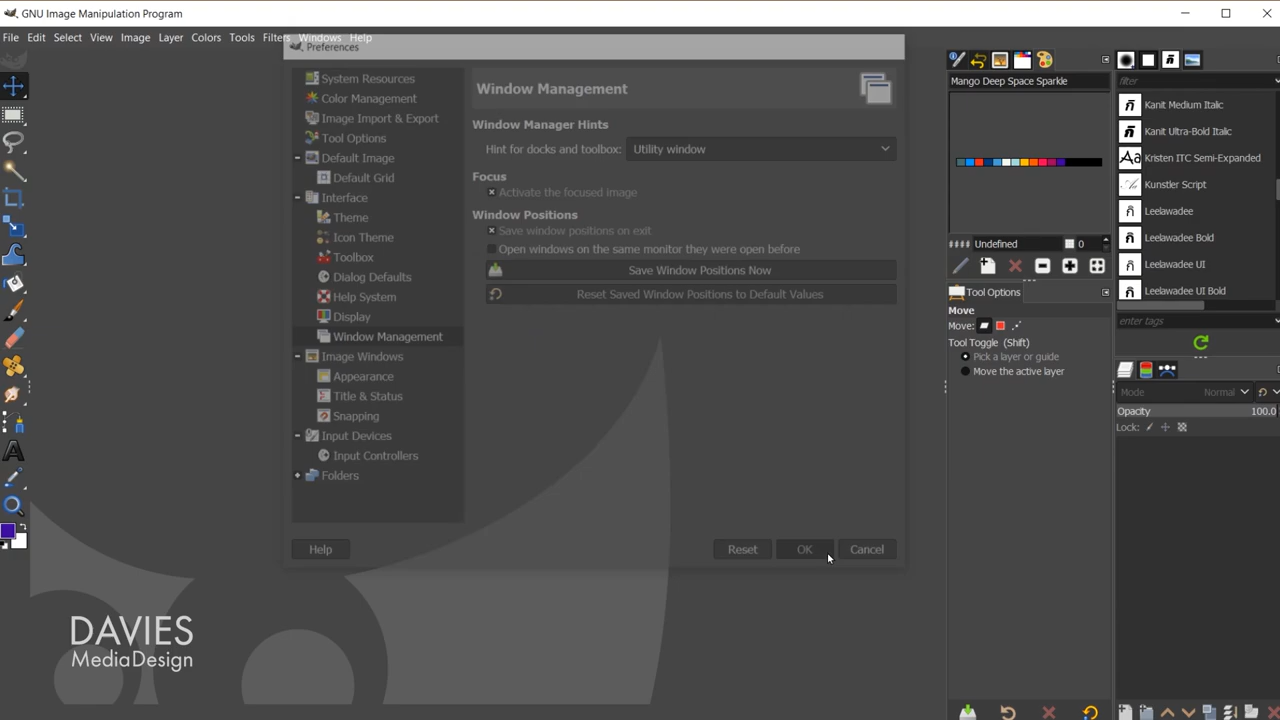 GNU Image Manipulation Program
File Edit Select View Image Layer Colors Tools Filters Windows Help
Preferences
System Resources
Color Management
Image Import & Export
Tool Options
Default Image
Default Grid
Interface
Theme
Icon Theme
Toolbox
Dialog Defaults
Help System
Display
Window Management
Image Windows
Appearance
Title & Status
Snapping
Input Devices
Input Controllers
Folders
Window Management
Window Manager Hints
Hint for docks and toolbox: Utility window
Focus
Activate the focused image
Window Positions
Save window positions on exit
Open windows on the same monitor they were open before
Save Window Positions Now
Reset Saved Window Positions to Default Values
Help Reset OK Cancel
Mango Deep Space Sparkle
Undefined 0
Tool Options
Move
Move:
Tool Toggle (Shift)
Pick a layer or guide
Move the active layer
filter
Kanit Medium Italic
Kanit Ultra-Bold Italic
Kristen ITC Semi-Expanded
Kunstler Script
Leelawadee
Leelawadee Bold
Leelawadee UI
Leelawadee UI Bold
enter tags
Mode Normal
Opacity 100.0
Lock:
DAVIES
MediaDesign